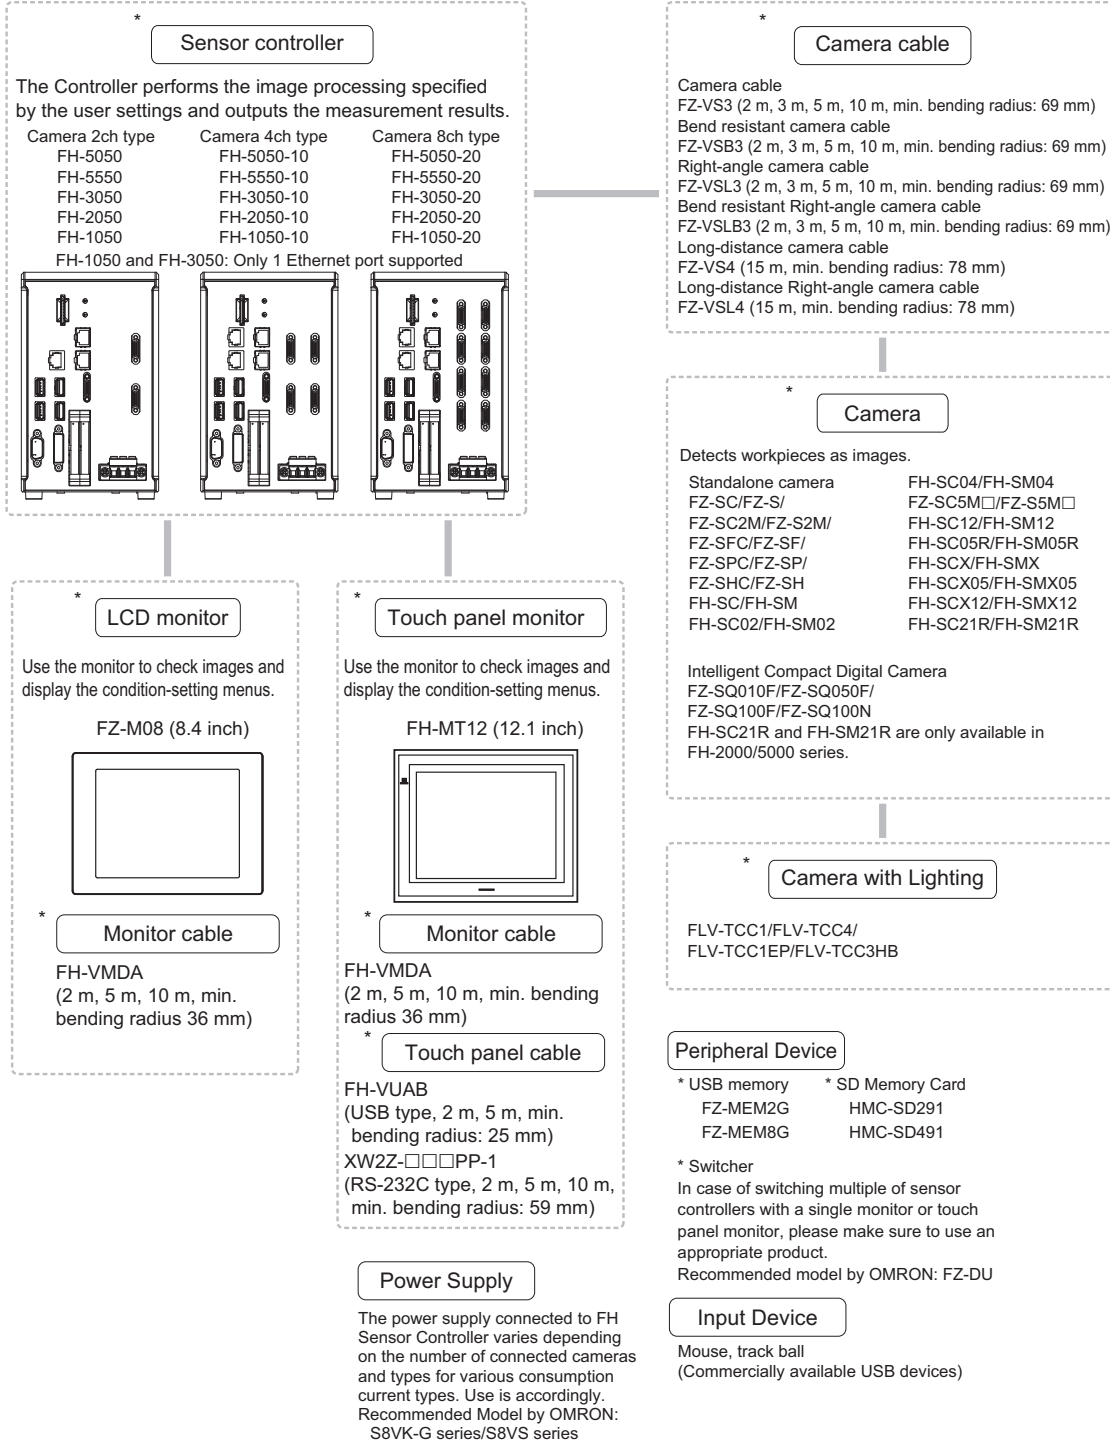 *
Sensor controller
The Controller performs the image processing specified
by the user settings and outputs the measurement results.
Camera 2ch type Camera 4ch type Camera 8ch type
FH-5050 FH-5050-10 FH-5050-20
FH-5550 FH-5550-10 FH-5550-20
FH-3050 FH-3050-10 FH-3050-20
FH-2050 FH-2050-10 FH-2050-20
FH-1050 FH-1050-10 FH-1050-20
FH-1050 and FH-3050: Only 1 Ethernet port supported
*
Camera cable
Camera cable
FZ-VS3 (2 m, 3 m, 5 m, 10 m, min. bending radius: 69 mm)
Bend resistant camera cable
FZ-VSB3 (2 m, 3 m, 5 m, 10 m, min. bending radius: 69 mm)
Right-angle camera cable
FZ-VSL3 (2 m, 3 m, 5 m, 10 m, min. bending radius: 69 mm)
Bend resistant Right-angle camera cable
FZ-VSLB3 (2 m, 3 m, 5 m, 10 m, min. bending radius: 69 mm)
Long-distance camera cable
FZ-VS4 (15 m, min. bending radius: 78 mm)
Long-distance Right-angle camera cable
FZ-VSL4 (15 m, min. bending radius: 78 mm)
*
Camera
Detects workpieces as images.
Standalone camera FH-SC04/FH-SM04
FZ-SC/FZ-S/ FZ-SC5M□/FZ-S5M□
FZ-SC2M/FZ-S2M/ FH-SC12/FH-SM12
FZ-SFC/FZ-SF/ FH-SC05R/FH-SM05R
FZ-SPC/FZ-SP/ FH-SCX/FH-SMX
FZ-SHC/FZ-SH FH-SCX05/FH-SMX05
FH-SC/FH-SM FH-SCX12/FH-SMX12
FH-SC02/FH-SM02 FH-SC21R/FH-SM21R
Intelligent Compact Digital Camera
FZ-SQ010F/FZ-SQ050F/
FZ-SQ100F/FZ-SQ100N
FH-SC21R and FH-SM21R are only available in
FH-2000/5000 series.
*
Camera with Lighting
FLV-TCC1/FLV-TCC4/
FLV-TCC1EP/FLV-TCC3HB
*
LCD monitor
Use the monitor to check images and
display the condition-setting menus.
FZ-M08 (8.4 inch)
*
Monitor cable
FH-VMDA
(2 m, 5 m, 10 m, min.
bending radius 36 mm)
*
Touch panel monitor
Use the monitor to check images and
display the condition-setting menus.
FH-MT12 (12.1 inch)
*
Monitor cable
FH-VMDA
(2 m, 5 m, 10 m, min. bending
radius 36 mm)
*
Touch panel cable
FH-VUAB
(USB type, 2 m, 5 m, min.
bending radius: 25 mm)
XW2Z-□□□PP-1
(RS-232C type, 2 m, 5 m, 10 m,
min. bending radius: 59 mm)
Power Supply
The power supply connected to FH
Sensor Controller varies depending
on the number of connected cameras
and types for various consumption
current types. Use is accordingly.
Recommended Model by OMRON:
S8VK-G series/S8VS series
Peripheral Device
* USB memory * SD Memory Card
FZ-MEM2G HMC-SD291
FZ-MEM8G HMC-SD491
* Switcher
In case of switching multiple of sensor
controllers with a single monitor or touch
panel monitor, please make sure to use an
appropriate product.
Recommended model by OMRON: FZ-DU
Input Device
Mouse, track ball
(Commercially available USB devices)